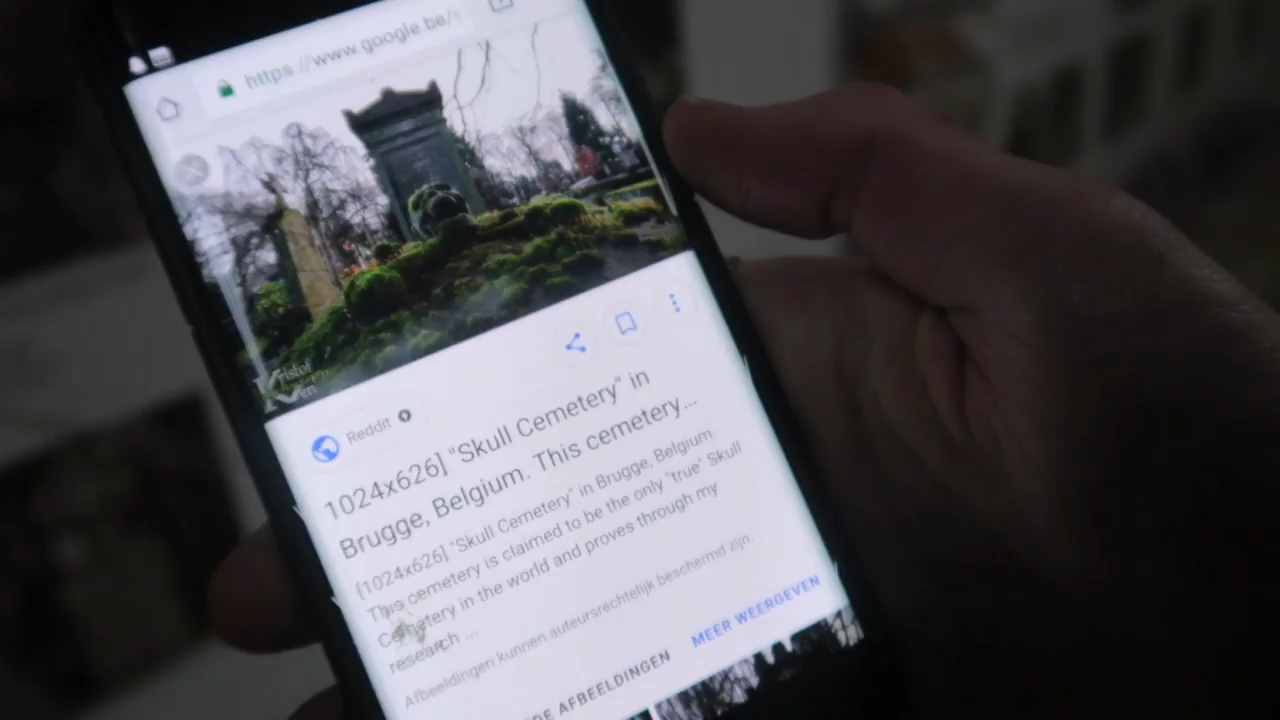 https://www.google.be/
Kristof
Reddit
1024x626] "Skull Cemetery" in
Brugge, Belgium. This cemetery...
[1024x626] "Skull Cemetery" in Brugge, Belgium
This cemetery is claimed to be the only "true" Skull
Cemetery in the world and proves through my
research ...
Afbeeldingen kunnen auteursrechtelijk beschermd zijn.
MEER WEERGEVEN
DE AFBEELDINGEN